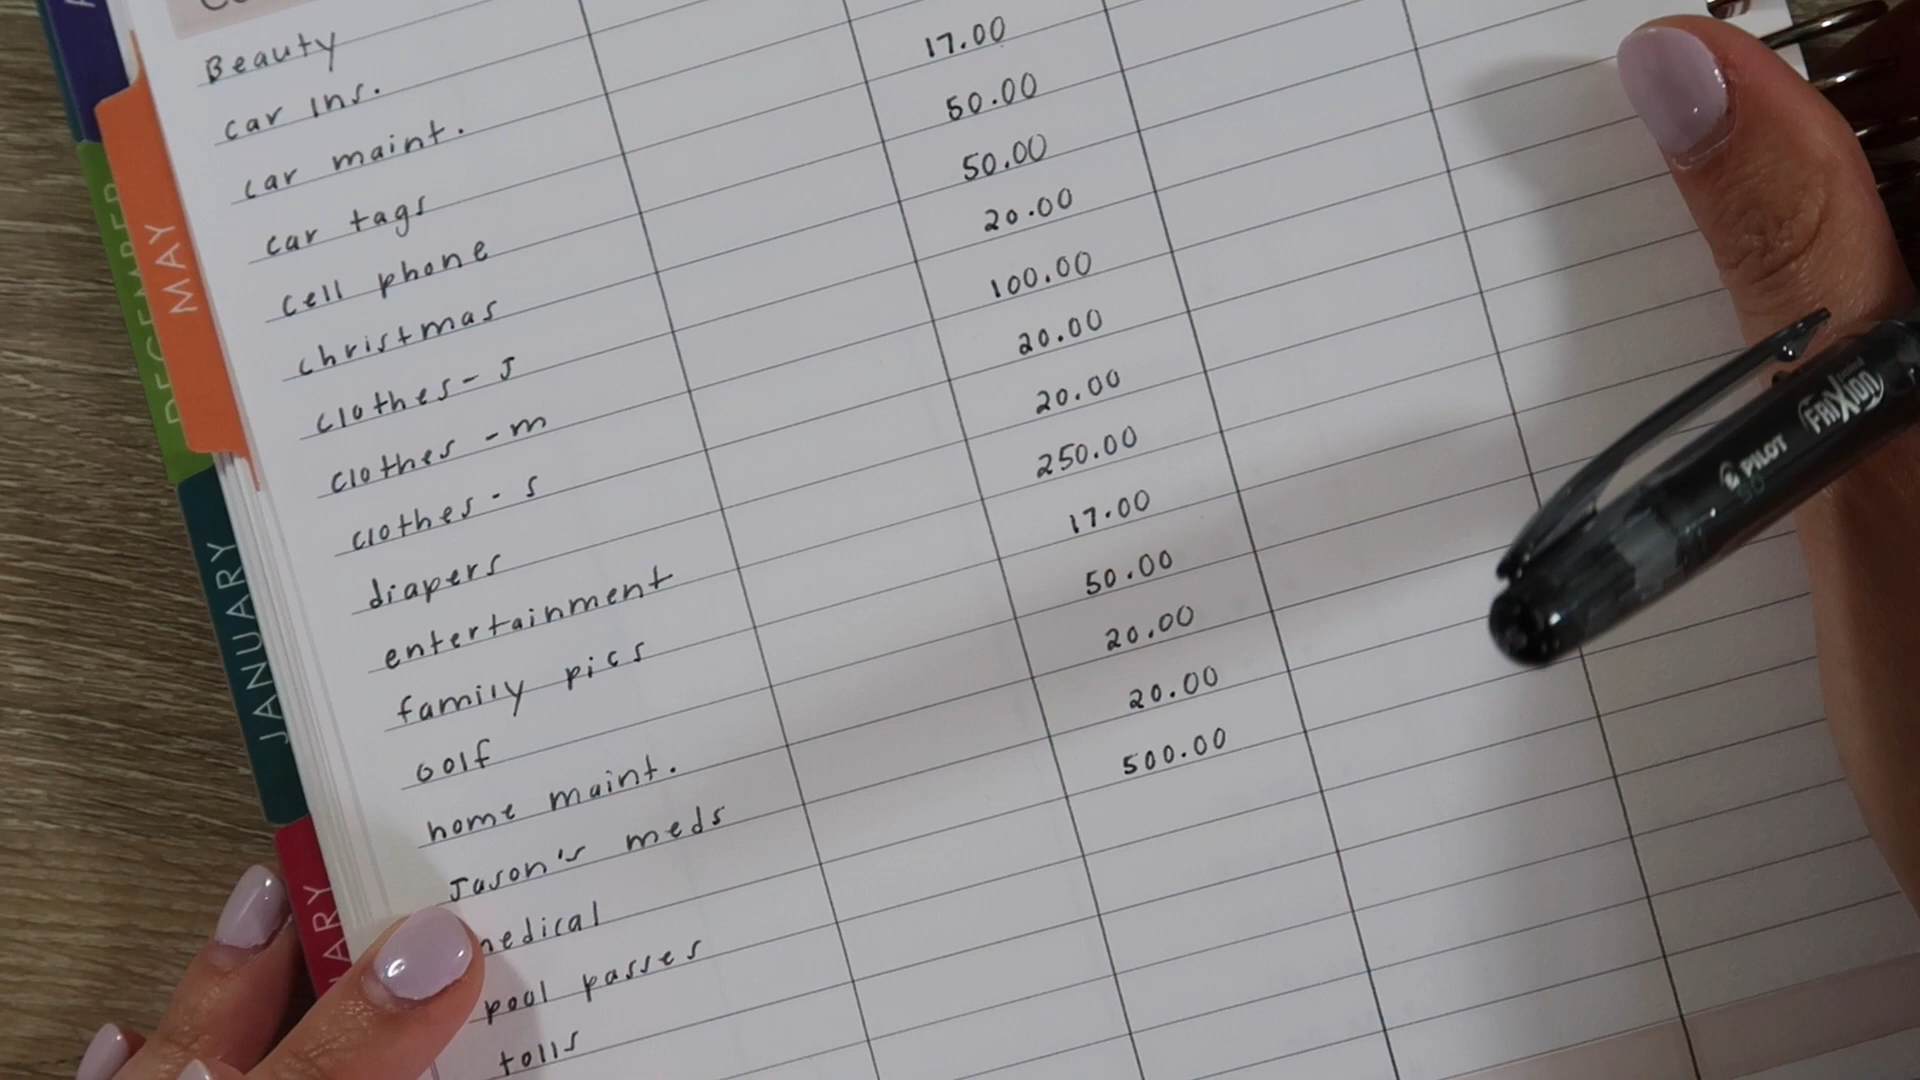 Beauty
car ins.
car maint.
car tags 17.00
cell phone 50.00
christmas 50.00
clothes - J 20.00
clothes - m 100.00
clothes - s 20.00
diapers 20.00
entertainment 250.00
family pics 17.00
golf 50.00
home maint. 20.00
Jason's meds 20.00
medical 500.00
pool passes
tolls
DECEMBER
MAY
JANUARY
PILOT
FRIXion